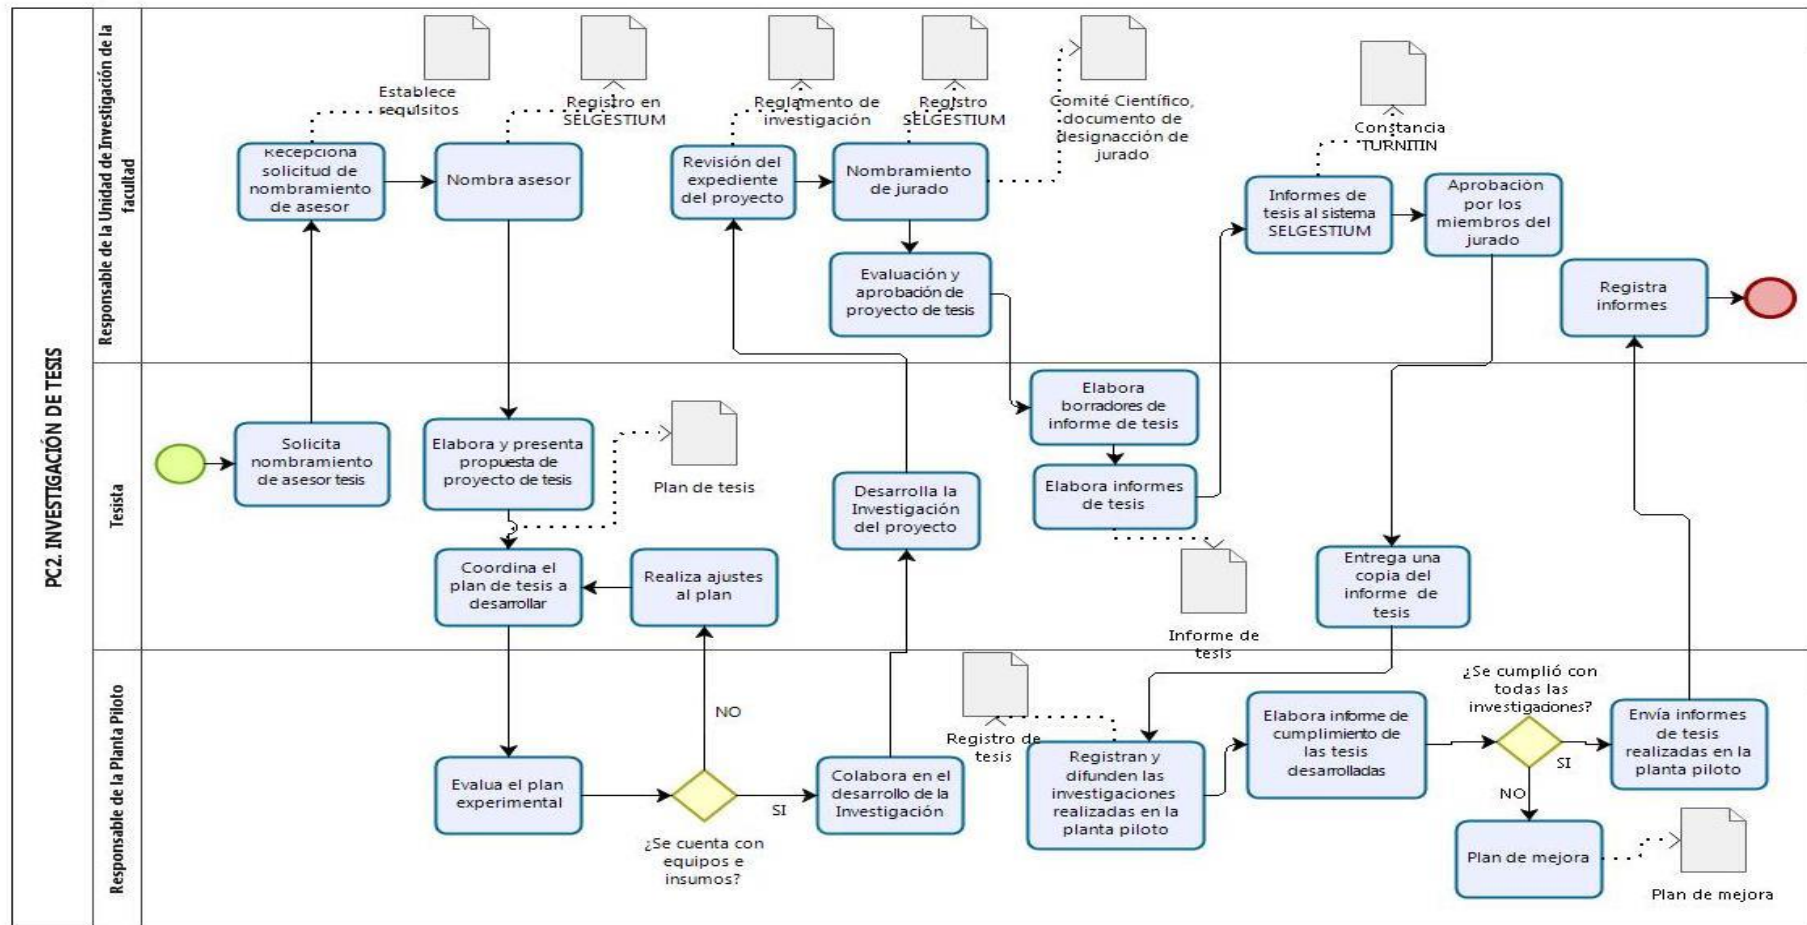 PC2. INVESTIGACIÓN DE TESIS
Responsable de la Unidad de Investigación de la
facultad
Establece
requisitos
Registro en
SELGESTIUM
Reglamento de
investigación
Registro
SELGESTIUM
Comité Científico,
documento de
designacción de
jurado
Constancia
TURNITIN
Recepciona
solicitud de
nombramiento
de asesor
Nombra asesor
Revisión del
expediente
del proyecto
Nombramiento
de jurado
Evaluación y
aprobación de
proyecto de tesis
Informes de
tesis al sistema
SELGESTIUM
Aprobación
por los
miembros del
jurado
Registra
informes
Tesista
Solicita
nombramiento
de asesor tesis
Elabora y presenta
propuesta de
proyecto de tesis
Plan de tesis
Coordina el
plan de tesis a
desarrollar
Realiza ajustes
al plan
Desarrolla la
Investigación
del proyecto
Elabora
borradores de
informe de tesis
Elabora informes
de tesis
Informe de
tesis
Entrega una
copia del
informe de
tesis
Responsable de la Planta Piloto
Evalua el plan
experimental
NO
SI
¿Se cuenta con
equipos e
insumos?
Colabora en el
desarrollo de la
Investigación
Registro de
tesis
Registran y
difunden las
investigaciones
realizadas en la
planta piloto
Elabora informe de
cumplimiento de
las tesis
desarrolladas
¿Se cumplió con
todas las
investigaciones?
SI
NO
Envía informes
de tesis
realizadas en la
planta piloto
Plan de mejora
Plan de mejora